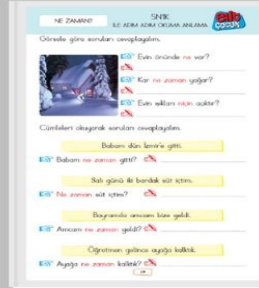 NE ZAMAN?
5N1K
İLE ADIM ADIM OKUMA ANLAMA
Görsele göre soruları cevaplayalım.
Evin önünde ne var?
Kar ne zaman yağar?
Evin ışıkları niçin açıktır?
Cümleleri okuyarak soruları cevaplayalım.
Babam dün İzmir'e gitti.
Babam ne zaman gitti?
Salı günü iki bardak süt içtim.
Ne zaman süt içtim?
Bayramda amcam bize geldi.
Amcam ne zaman geldi?
Öğretmen gelince ayağa kalktık.
Ayağa ne zaman kalktık?